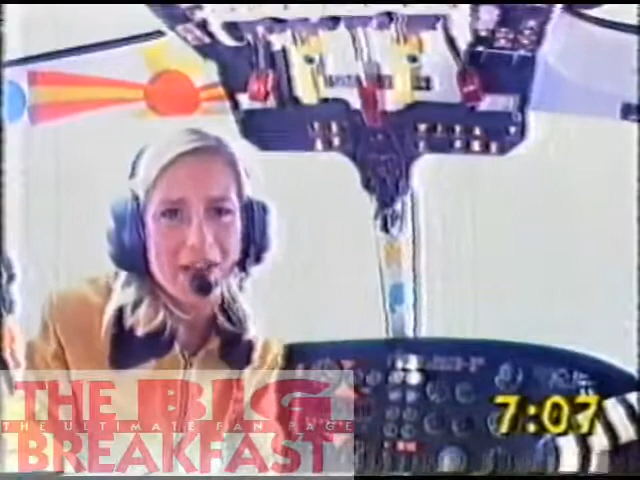 7:07
THE BIG
THE ULTIMATE FAN PAGE
BREAKFAST